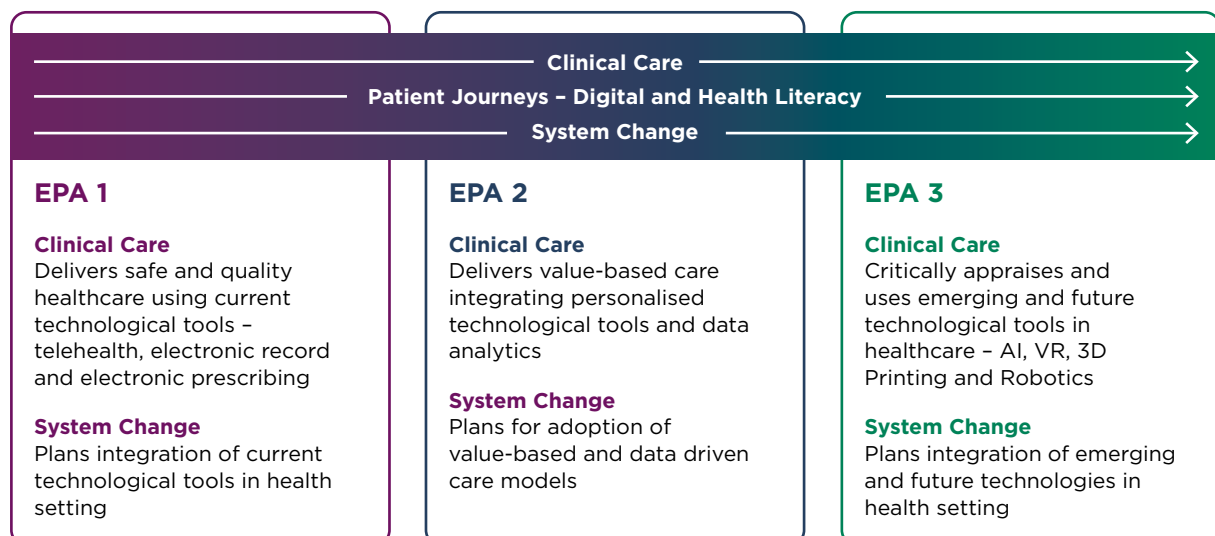 Clinical Care
Patient Journeys – Digital and Health Literacy
System Change
EPA 1
Clinical Care
Delivers safe and quality
healthcare using current
technological tools –
telehealth, electronic record
and electronic prescribing
System Change
Plans integration of current
technological tools in health
setting
EPA 2
Clinical Care
Delivers value-based care
integrating personalised
technological tools and data
analytics
System Change
Plans for adoption of
value-based and data driven
care models
EPA 3
Clinical Care
Critically appraises and
uses emerging and future
technological tools in
healthcare – AI, VR, 3D
Printing and Robotics
System Change
Plans integration of emerging
and future technologies in
health setting